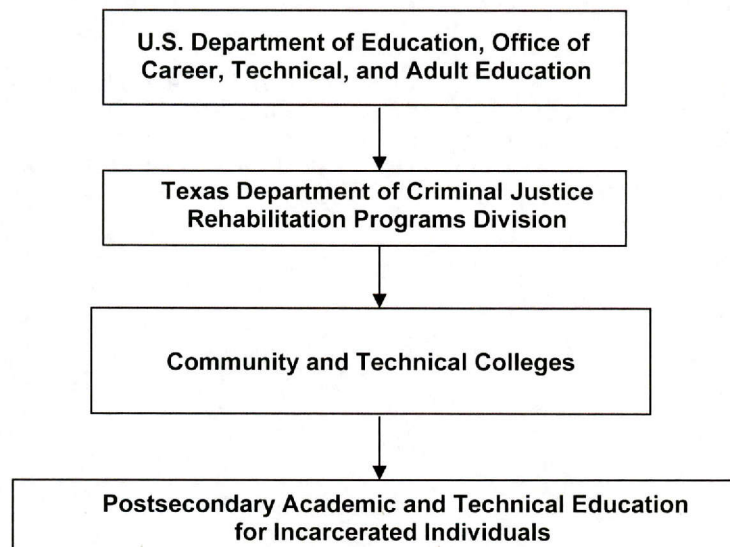 U.S. Department of Education, Office of
Career, Technical, and Adult Education
Texas Department of Criminal Justice
Rehabilitation Programs Division
Community and Technical Colleges
Postsecondary Academic and Technical Education
for Incarcerated Individuals